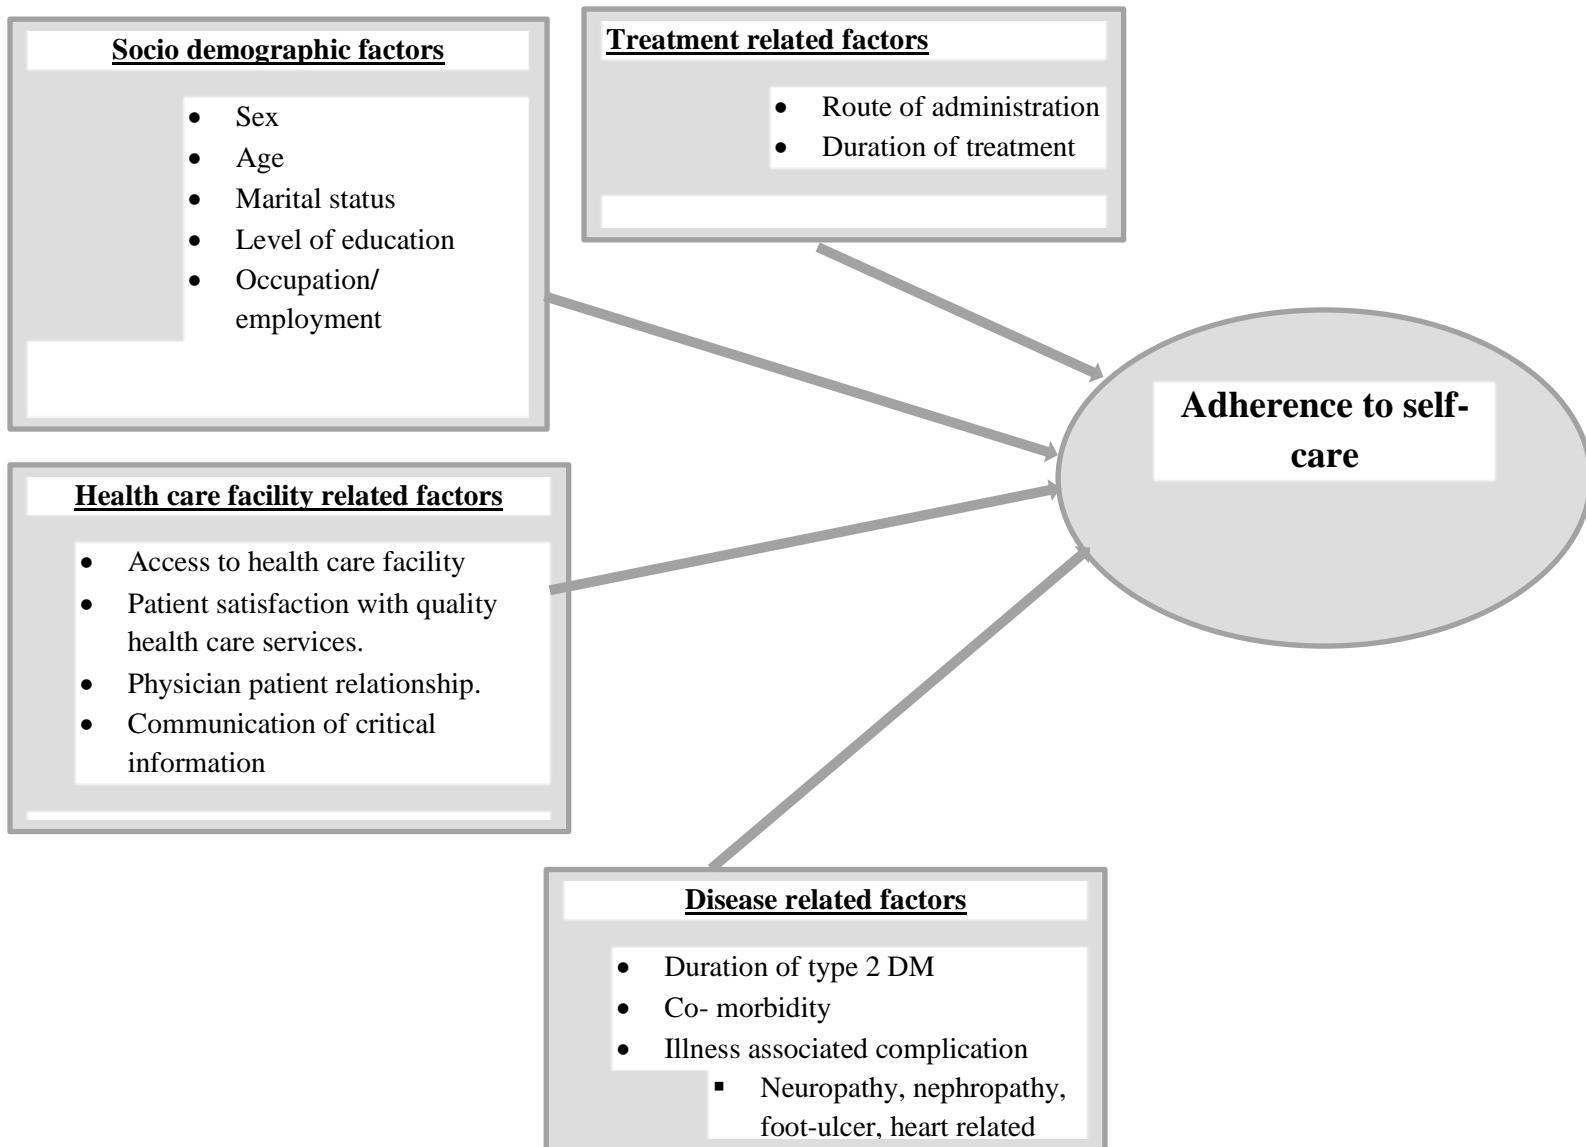 Socio demographic factors
• Sex
• Age
• Marital status
• Level of education
• Occupation/
employment
Treatment related factors
• Route of administration
• Duration of treatment
Adherence to self-
care
Health care facility related factors
• Access to health care facility
• Patient satisfaction with quality
health care services.
• Physician patient relationship.
• Communication of critical
information
Disease related factors
• Duration of type 2 DM
• Co- morbidity
• Illness associated complication
▪ Neuropathy, nephropathy,
foot-ulcer, heart related